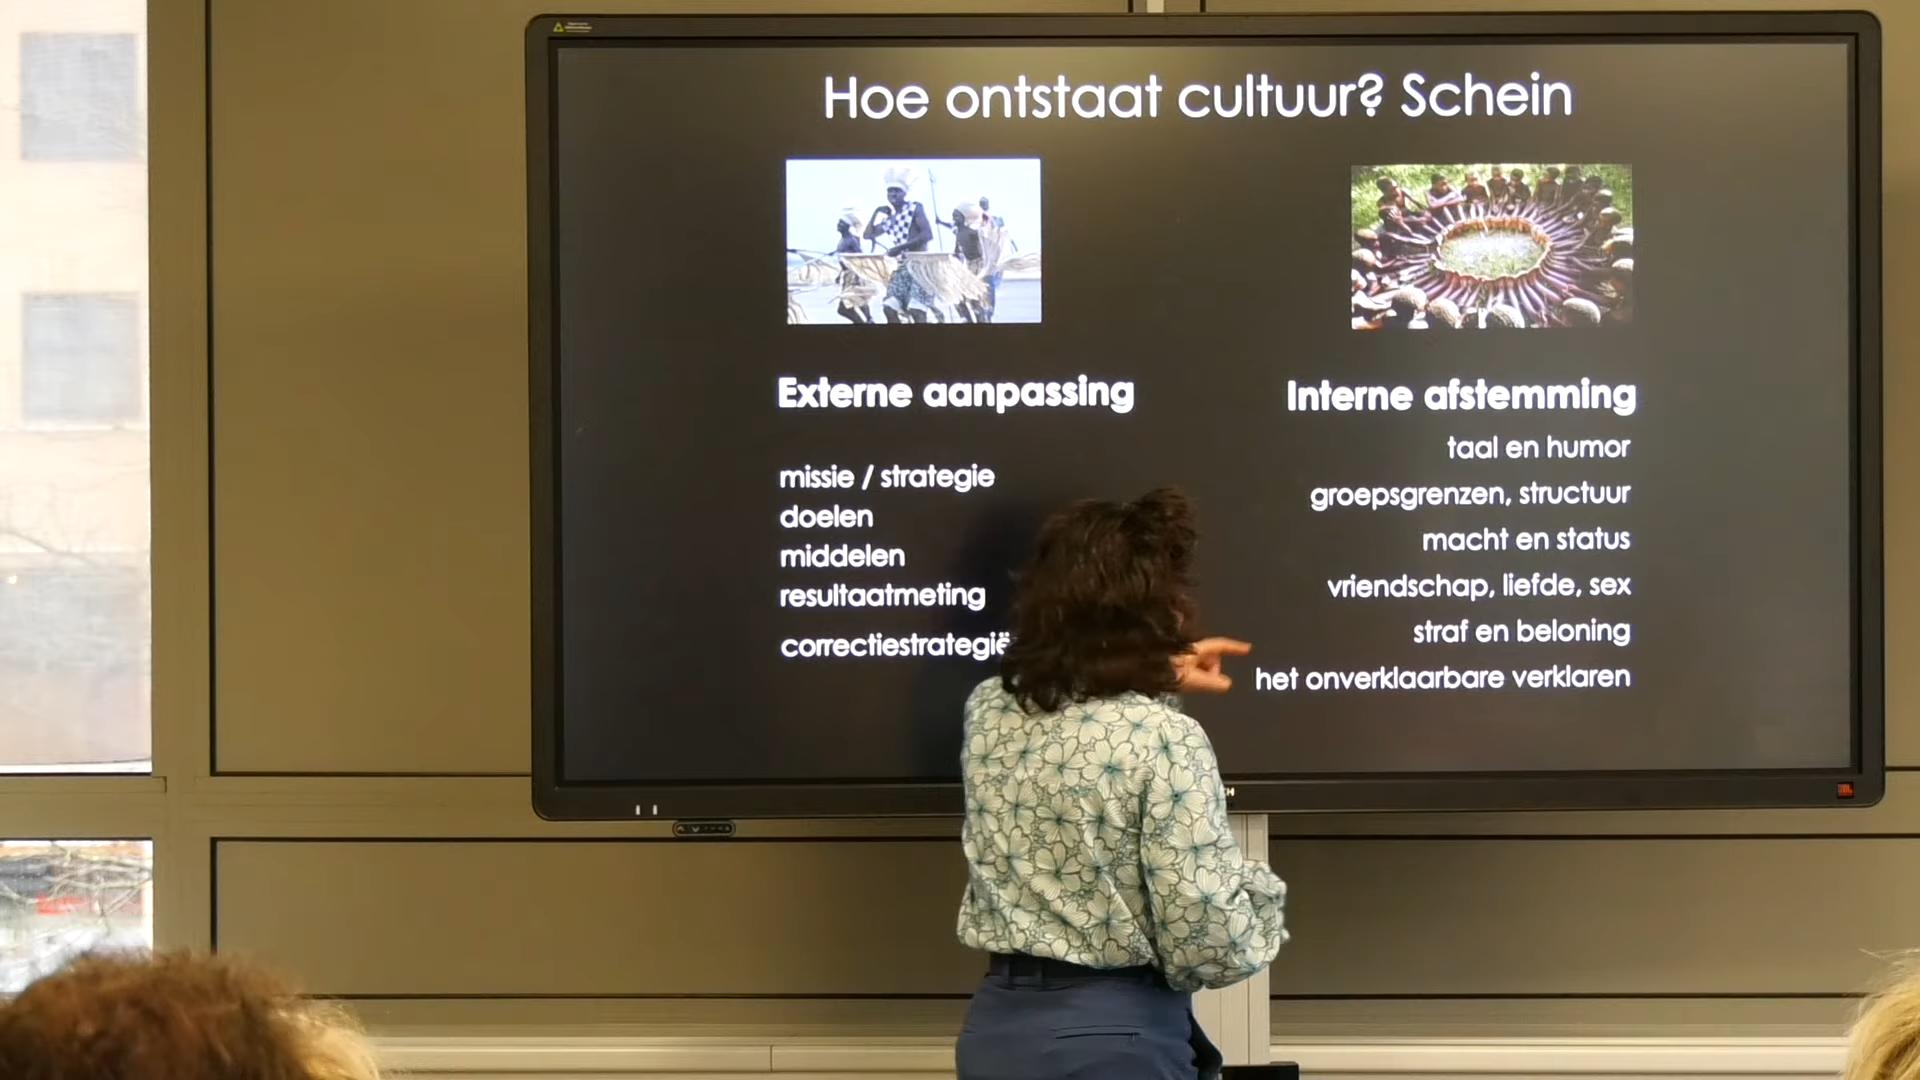 Hoe ontstaat cultuur? Schein
Externe aanpassing
missie / strategie
doelen
middelen
resultaatmeting
Interne afstemming
taal en humor
groepsgrenzen, structuur
macht en status
vriendschap, liefde, sex
straf en beloning
het onverklaarbare verklaren